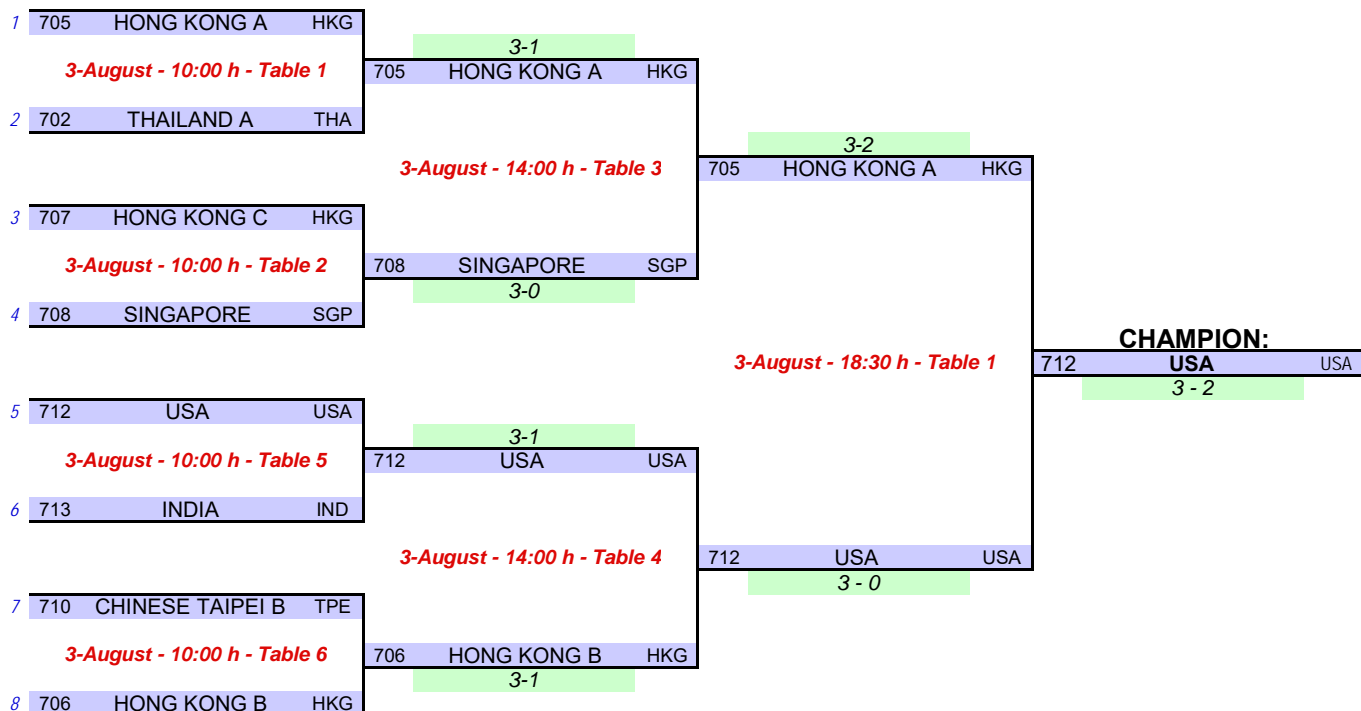 1 705 HONG KONG A HKG
3-1
3-August - 10:00 h - Table 1
705 HONG KONG A HKG
2 702 THAILAND A THA
3-2
3-August - 14:00 h - Table 3
705 HONG KONG A HKG
3 707 HONG KONG C HKG
3-August - 10:00 h - Table 2
708 SINGAPORE SGP
3-0
4 708 SINGAPORE SGP
CHAMPION:
3-August - 18:30 h - Table 1
712 USA USA
3 - 2
5 712 USA USA
3-1
3-August - 10:00 h - Table 5
712 USA USA
6 713 INDIA IND
3-August - 14:00 h - Table 4
712 USA USA
3 - 0
7 710 CHINESE TAIPEI B TPE
3-August - 10:00 h - Table 6
706 HONG KONG B HKG
3-1
8 706 HONG KONG B HKG